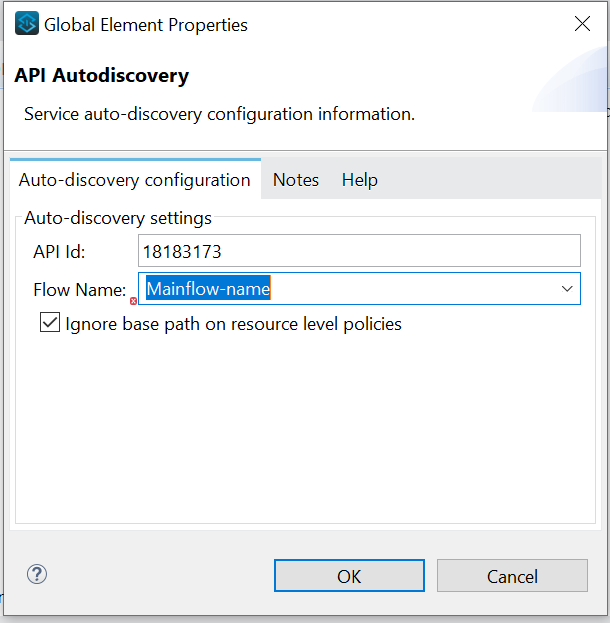 Global Element Properties
API Autodiscovery
Service auto-discovery configuration information.
Auto-discovery configuration Notes Help
Auto-discovery settings
API Id: 18183173
Flow Name: Mainflow-name
Ignore base path on resource level policies
? OK Cancel